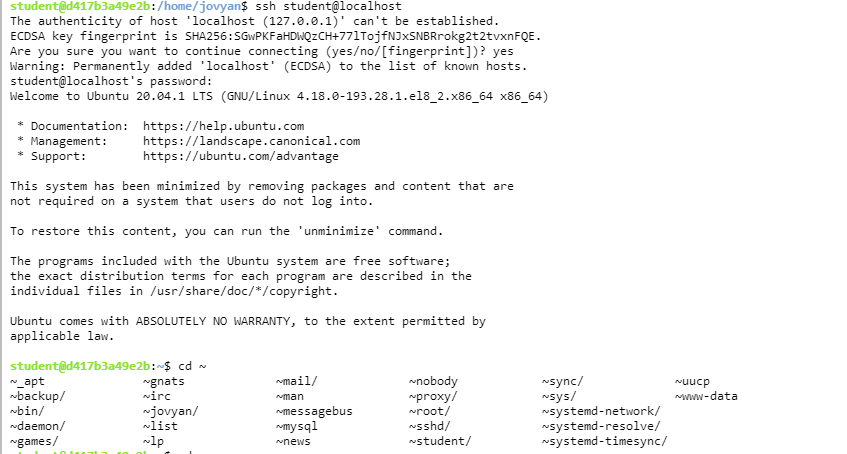 student@d417b3a49e2b:/home/jovyan$ ssh student@localhost
The authenticity of host 'localhost (127.0.0.1)' can't be established.
ECDSA key fingerprint is SHA256:SGwPKFaHDWQzCH+77lTojfNJxSNBRrokg2t2tvxnFQE.
Are you sure you want to continue connecting (yes/no/[fingerprint])? yes
Warning: Permanently added 'localhost' (ECDSA) to the list of known hosts.
student@localhost's password:
Welcome to Ubuntu 20.04.1 LTS (GNU/Linux 4.18.0-193.28.1.el8_2.x86_64 x86_64)

 * Documentation:  https://help.ubuntu.com
 * Management:     https://landscape.canonical.com
 * Support:        https://ubuntu.com/advantage

This system has been minimized by removing packages and content that are
not required on a system that users do not log into.

To restore this content, you can run the 'unminimize' command.

The programs included with the Ubuntu system are free software;
the exact distribution terms for each program are described in the
individual files in /usr/share/doc/*/copyright.

Ubuntu comes with ABSOLUTELY NO WARRANTY, to the extent permitted by
applicable law.

student@d417b3a49e2b:~$ cd ~
~_apt             ~gnats            ~mail/            ~nobody           ~sync/            ~uucp
~backup/          ~irc              ~man              ~proxy/           ~sys/             ~www-data
~bin/             ~jovyan/          ~messagebus       ~root/            ~systemd-network/
~daemon/          ~list             ~mysql            ~sshd/            ~systemd-resolve/
~games/           ~lp               ~news             ~student/         ~systemd-timesync/